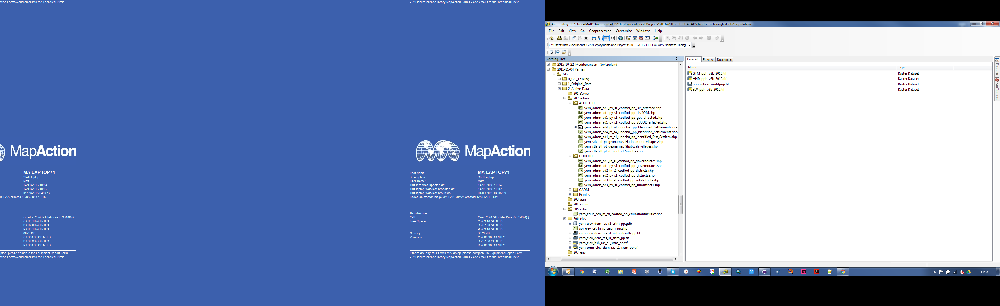 ction Forms - and email it to the Technical Circle.
MapAction
MA-LAPTOP71
Staff laptop
Matt
14/11/2016 10:14
14/11/2016 10:02
01/09/2015 04:06:39
TOPAA created 12/05/2014 13:15
Quad 2.70 GHz Intel Core i5-3340M@
C:\ 63.16 GB NTFS
D:\ 87.88 GB NTFS
R:\ 63.16 GB NTFS
8079 MB
C:\ 600.98 GB NTFS
D:\ 97.66 GB NTFS
R:\ 600.98 GB NTFS
ptop, please complete the Equipment Report Form
ction Forms - and email it to the Technical Circle.
- R:\Field reference library\MapAction Forms - and email it to the Technical Circle.
MapAction
Host Name: MA-LAPTOP71
Description: Staff laptop
User Name: Matt
This info was updated at: 14/11/2016 10:14
This laptop was last rebooted at: 14/11/2016 10:02
This laptop was last rebuilt on: 01/09/2015 04:06:39
Based on master image MA-LAPTOPAA created 12/05/2014 13:15
Hardware
CPU: Quad 2.70 GHz Intel Core i5-3340M@
Free Space: C:\ 63.16 GB NTFS
D:\ 87.88 GB NTFS
R:\ 63.16 GB NTFS
Memory: 8079 MB
Volumes: C:\ 600.98 GB NTFS
D:\ 97.66 GB NTFS
R:\ 600.98 GB NTFS
If there are any faults with this laptop, please complete the Equipment Report Form
- R:\Field reference library\MapAction Forms - and email it to the Technical Circle.
ArcCatalog - C:\Users\Matt\Documents\GIS\Deployments and Projects\2016\2016-11-11 ACAPS Northern Triangle\Data\Population
File Edit View Go Geoprocessing Customize Windows Help
C:\Users\Matt\Documents\GIS\Deployments and Projects\2016\2016-11-11 ACAPS Northern Triangl
Catalog Tree
2015-10-22-Mediterranean - Switzerland
2015-11-04 Yemen
GIS
0_GIS_Tasking
1_Original_Data
2_Active_Data
201_3www
202_admn
AFFECTED
yem_admn_ad1_py_s1_codfod_pp_DIS_affected.shp
yem_admn_ad1_py_s1_codfod_pp_dis_IOM.shp
yem_admn_ad1_py_s1_codfod_pp_gov_affected.shp
yem_admn_ad1_py_s1_codfod_pp_SUBDIS_affected.shp
yem_admn_ad4_pt_s4_unocha__pp_Identified_Settlements.xlsx
yem_admn_ad4_pt_s4_unocha__pp_Identified_Settlements.shp
yem_admn_ad4_pt_s4_unocha_pp_Identified_Dist_Settlem.shp
yem_stle_stl_pt_geonames_Hadhramout_villages.shp
yem_stle_stl_pt_geonames_Shabwah_villages.shp
yem_stle_stl_pt_s0_codfod_Socotra.shp
CODFOD
yem_admn_ad1_ln_s1_codfod_pp_governorates.shp
yem_admn_ad1_py_s1_codfod_pp_governorates.shp
yem_admn_ad2_ln_s1_codfod_pp_districts.shp
yem_admn_ad2_py_s1_codfod_pp_districts.shp
yem_admn_ad3_ln_s1_codfod_pp_subdistricts.shp
yem_admn_ad3_py_s1_codfod_pp_subdistricts.shp
GADM
Pcodes
203_agri
204_cccm
205_educ
yem_educ_sch_pt_s0_codfod_pp_educationfacilities.shp
206_elev
yem_elev_dem_ras_s1_srtm_pp.gdb
aoi_elev_cst_ln_s0_gadm_pp.shp
yem_elev_dem_ras_s1_naturalearth_pp.tif
yem_elev_dem_ras_s1_srtm_pp.tif
yem_elev_hsh_ras_s1_srtm_pp.tif
yem_omn_elev_dem_ras_s1_srtm_pp.tif
207_envi
Contents Preview Description
Name Type
GTM_pph_v2b_2015.tif Raster Dataset
HND_pph_v2b_2015.tif Raster Dataset
population_worldpop.tif Raster Dataset
SLV_pph_v2b_2015.tif Raster Dataset
Results
ArcToolbox
11:37